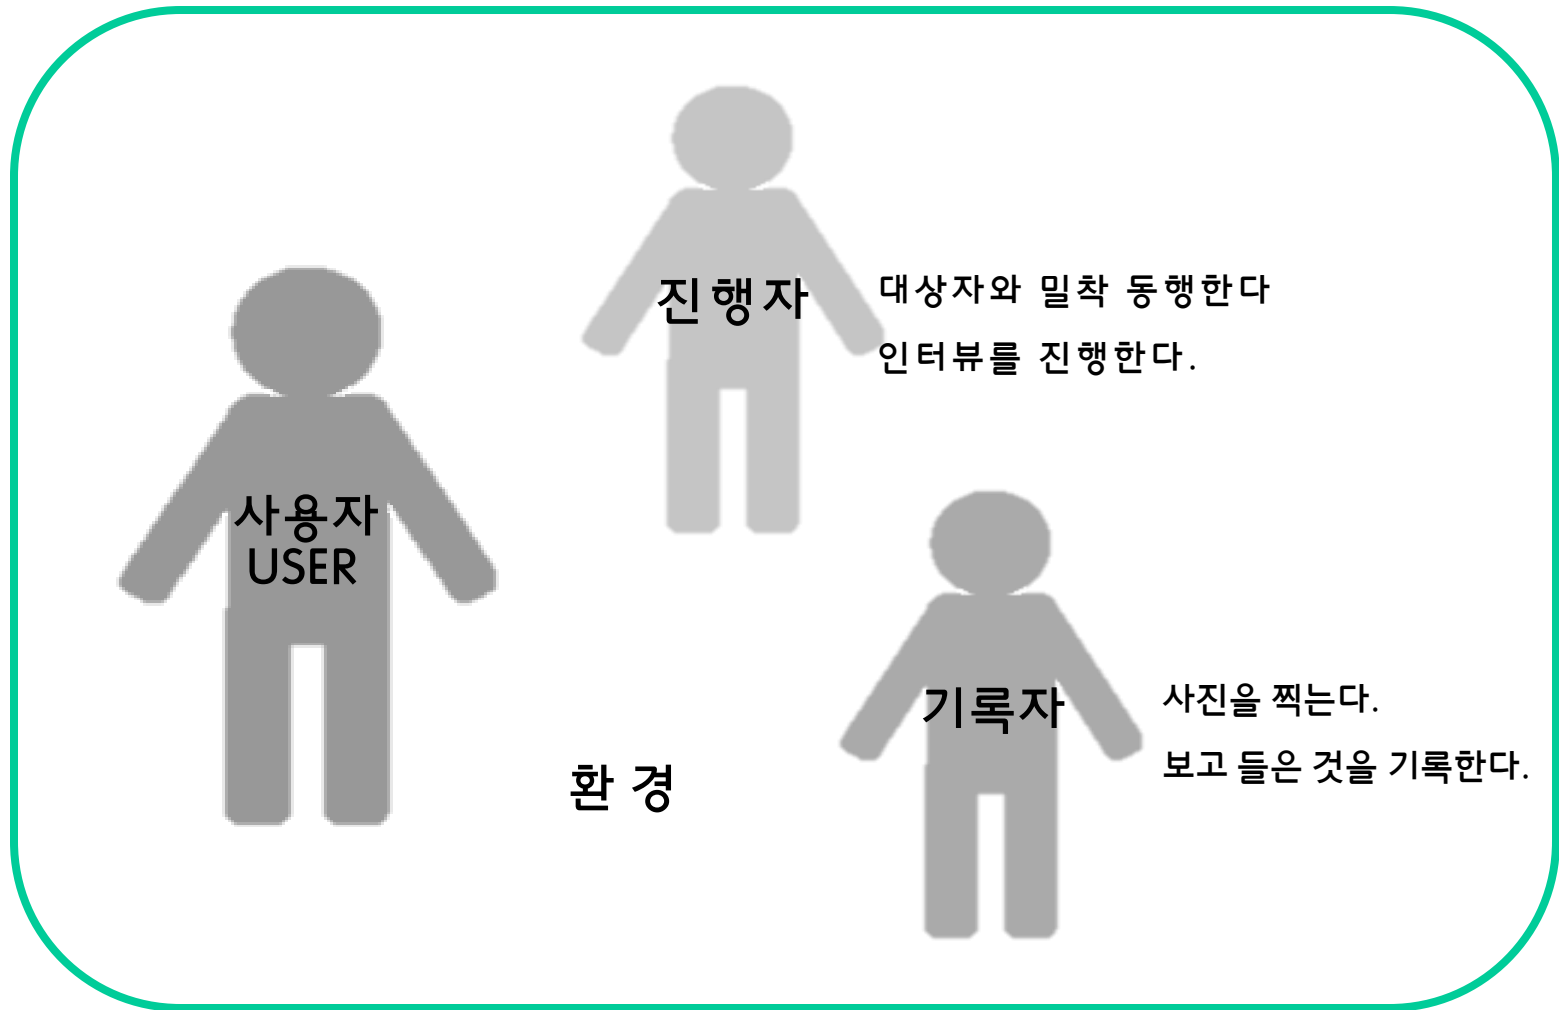 진행자
대상자와 밀착 동행한다
인터뷰를 진행한다.
사용자
USER
기록자
사진을 찍는다.
보고 들은 것을 기록한다.
환 경